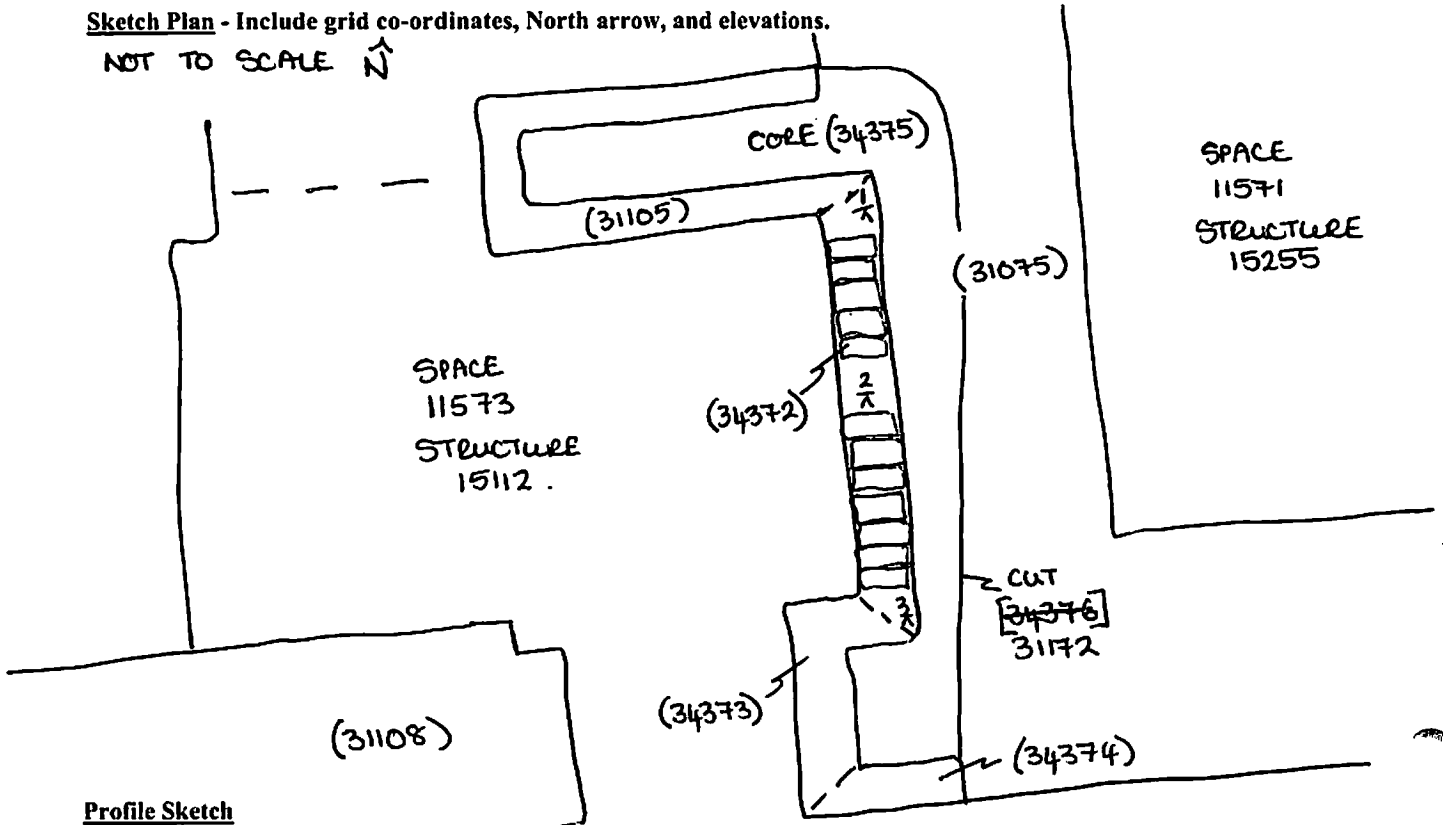 Sketch Plan - Include grid co-ordinates, North arrow, and elevations.
NOT TO SCALE N
CORE (34375)
SPACE
11571
STRUCTURE
15255
(31105)
1
(31075)
SPACE
11573
STRUCTURE
15112.
(34372)
2
CUT
[34376]
31172
3
(34373)
(31108)
(34374)
Profile Sketch